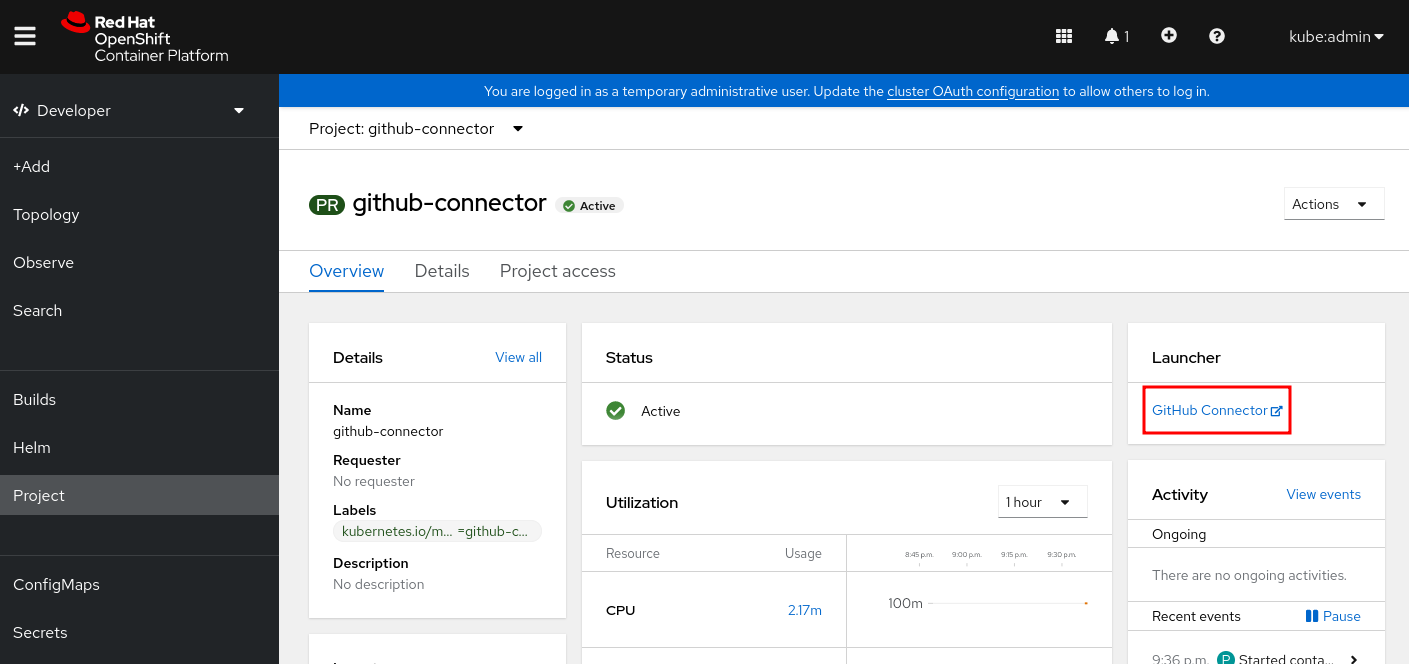 Red Hat
OpenShift
Container Platform
1
kube:admin
Developer
You are logged in as a temporary administrative user. Update the cluster OAuth configuration to allow others to log in.
Project: github-connector
+Add
Topology
Observe
Search
Builds
Helm
Project
ConfigMaps
Secrets
PR github-connector Active
Actions
Overview Details Project access
Details View all
Name
github-connector
Requester
No requester
Labels
kubernetes.io/m... =github-c...
Description
No description
Status
Active
Utilization 1 hour
Resource Usage 8:45 p.m. 9:00 p.m. 9:15 p.m. 9:30 p.m.
CPU 2.17m 100m
Launcher
GitHub Connector
Activity View events
Ongoing
There are no ongoing activities.
Recent events Pause
9:36 p.m. P Started conta...